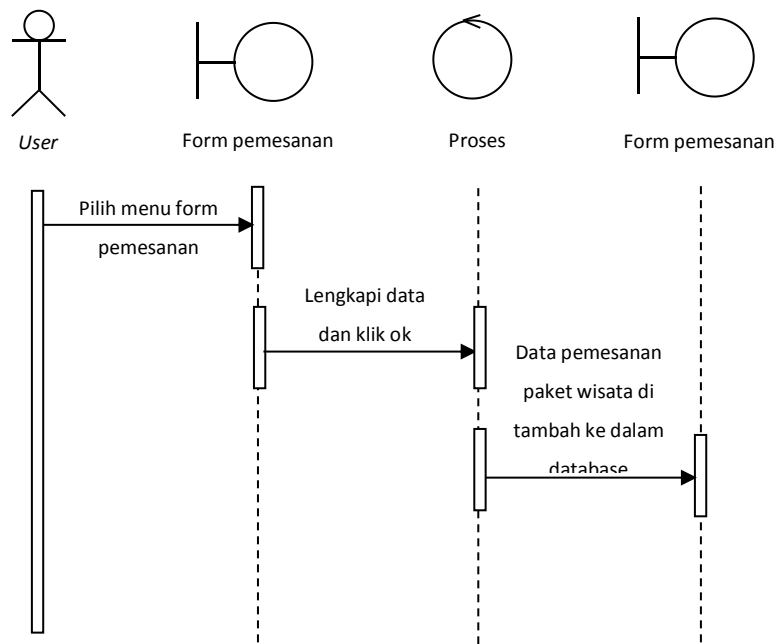 User
Form pemesanan
Proses
Form pemesanan
Pilih menu form
pemesanan
Lengkapi data
dan klik ok
Data pemesanan
paket wisata di
tambah ke dalam
database